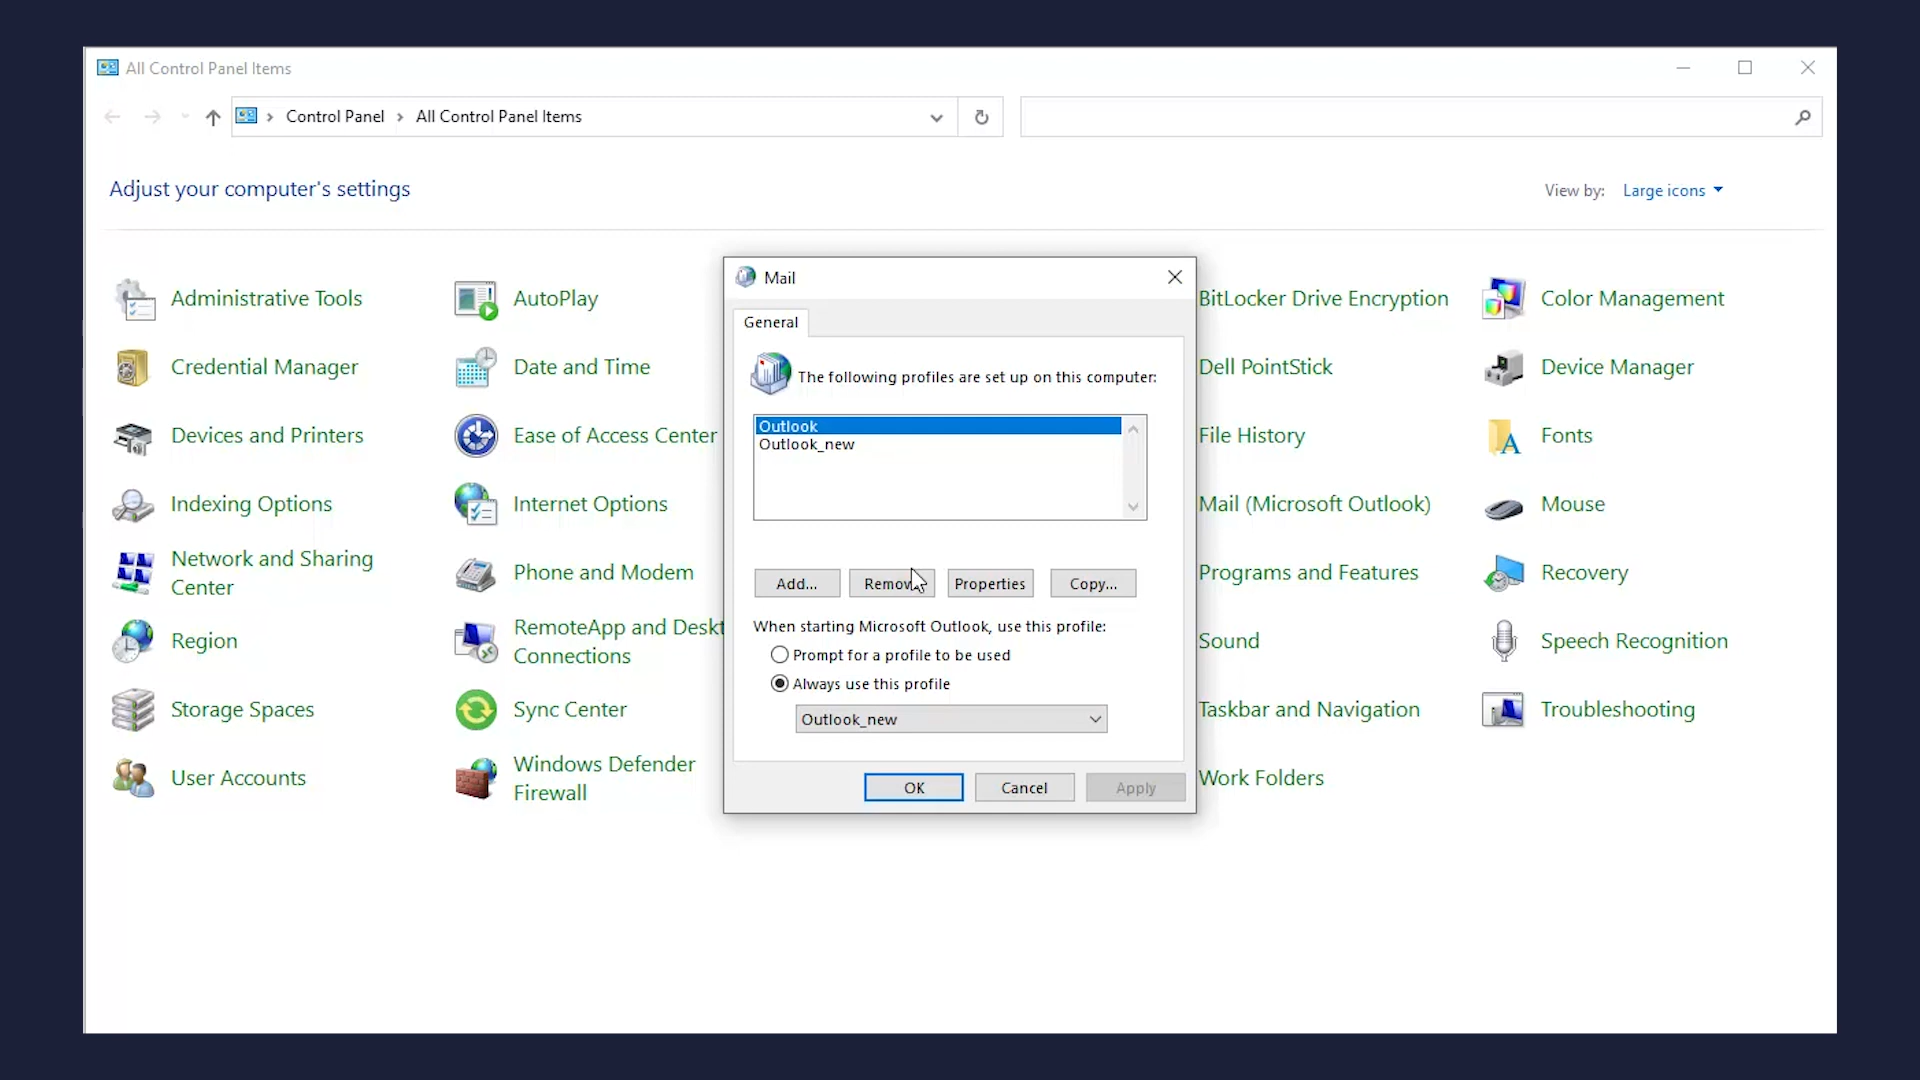 All Control Panel Items
Control Panel > All Control Panel Items
Adjust your computer's settings
View by: Large icons
Administrative Tools
AutoPlay
BitLocker Drive Encryption
Color Management
Credential Manager
Date and Time
Dell PointStick
Device Manager
Devices and Printers
Ease of Access Center
File History
Fonts
Indexing Options
Internet Options
Mail (Microsoft Outlook)
Mouse
Network and Sharing
Center
Phone and Modem
Programs and Features
Recovery
Region
RemoteApp and Deskt
Connections
Sound
Speech Recognition
Storage Spaces
Sync Center
Taskbar and Navigation
Troubleshooting
User Accounts
Windows Defender
Firewall
Work Folders
Mail
General
The following profiles are set up on this computer:
Outlook
Outlook_new
Add... Remove Properties Copy...
When starting Microsoft Outlook, use this profile:
Prompt for a profile to be used
Always use this profile
Outlook_new
OK Cancel Apply